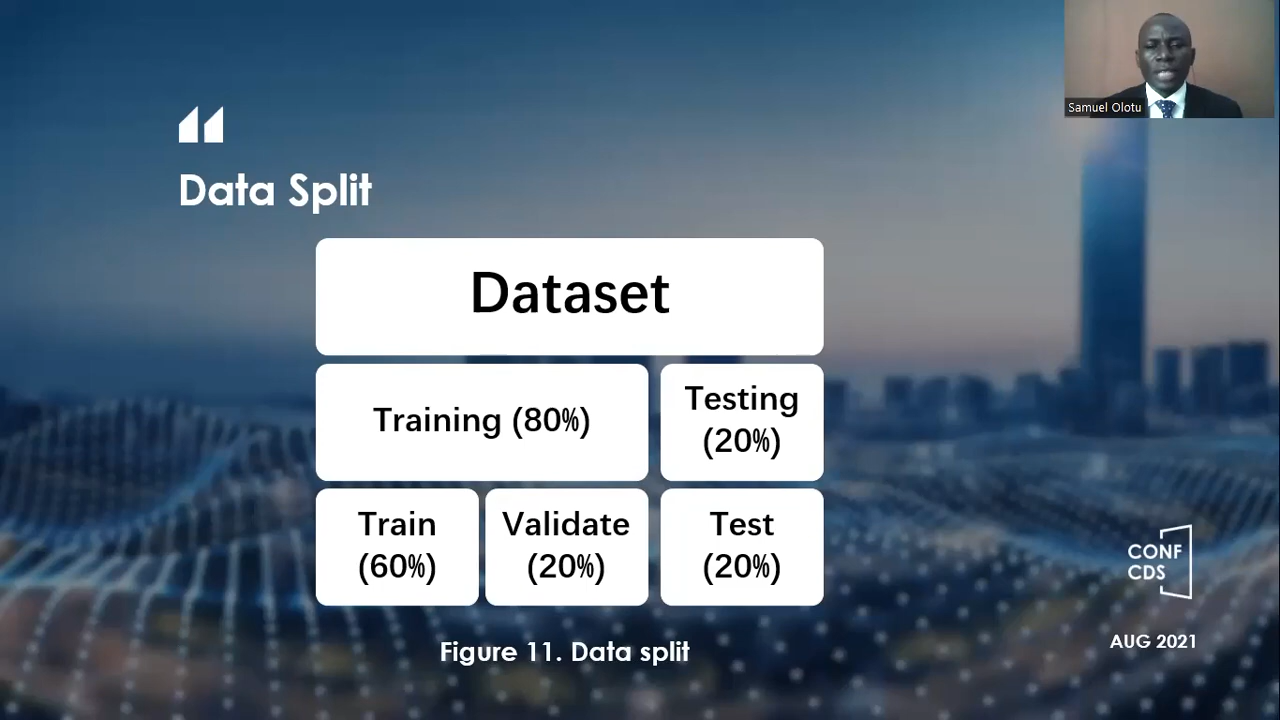 Samuel Olotu
Data Split
Dataset
Training (80%)
Testing
(20%)
Train
(60%)
Validate
(20%)
Test
(20%)
CONF
CDS
Figure 11. Data split
AUG 2021